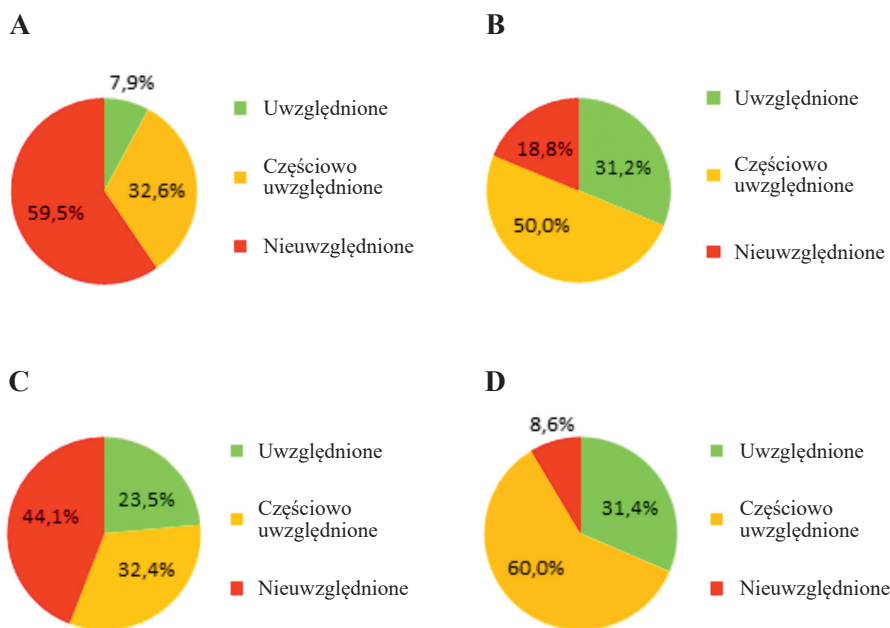 A
7,9%
32,6%
59,5%
Uwzględnione
Częściowo
uwzględnione
Nieuwzględnione
B
18,8%
31,2%
50,0%
Uwzględnione
Częściowo
uwzględnione
Nieuwzględnione
C
44,1%
23,5%
32,4%
Uwzględnione
Częściowo
uwzględnione
Nieuwzględnione
D
8,6%
31,4%
60,0%
Uwzględnione
Częściowo
uwzględnione
Nieuwzględnione